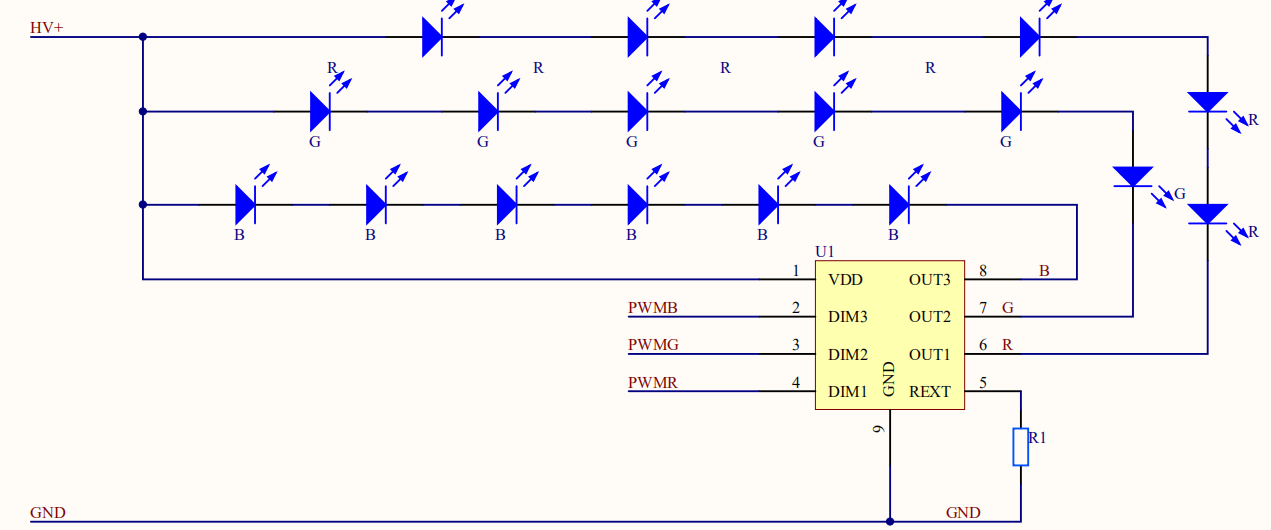 HV+
R R R R
G G G G G R
G R
B B B B B B
U1
1 VDD OUT3 8 B
PWMB 2 DIM3 OUT2 7 G
PWMG 3 DIM2 OUT1 6 R
PWMR 4 DIM1 GND REXT 5
9
R1
GND GND